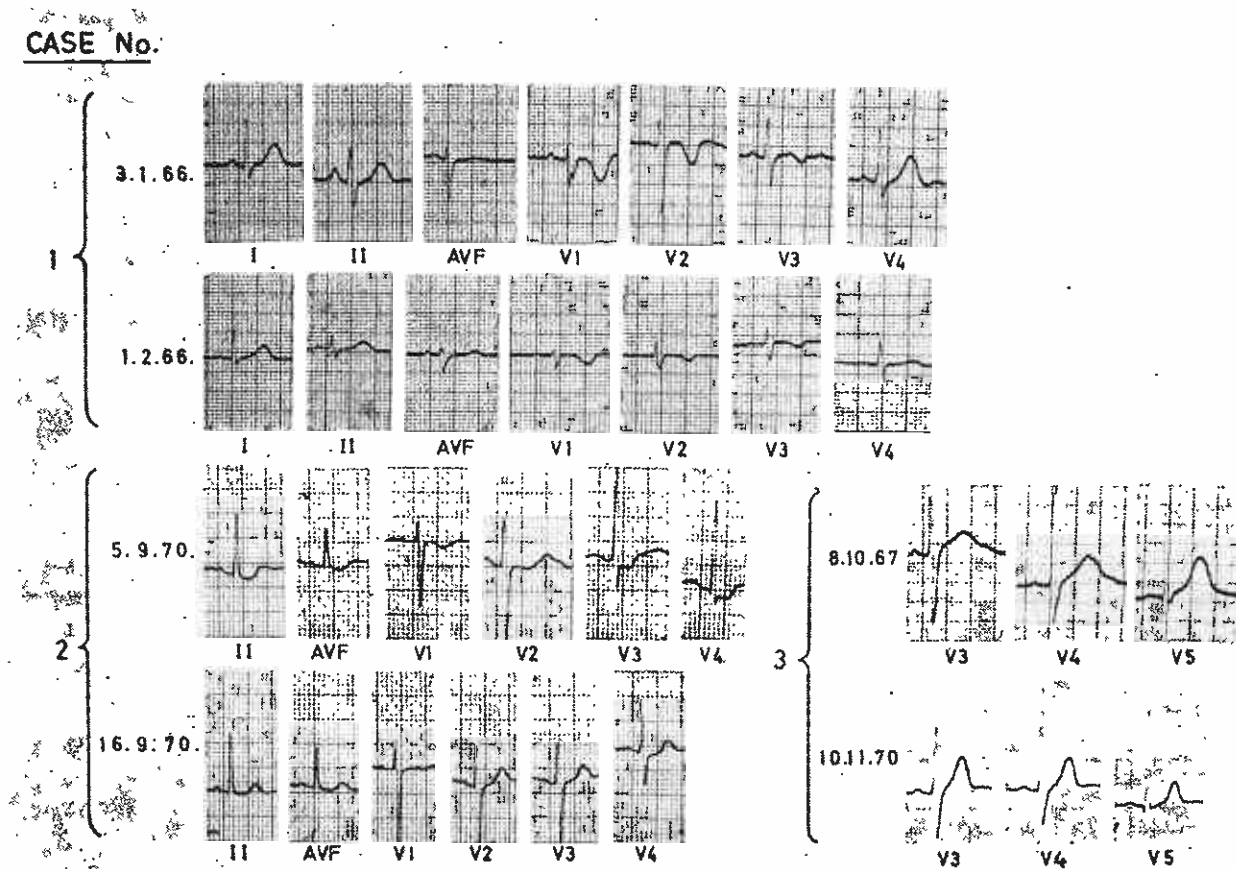 CASE No.
1
3.1.66.
I II AVF V1 V2 V3 V4
1.2.66.
I II AVF V1 V2 V3 V4
2
5.9.70.
II AVF V1 V2 V3 V4.
16.9.70.
II AVF V1 V2 V3 V4
3
8.10.67
V3 V4 V5
10.11.70
V3 V4 V5